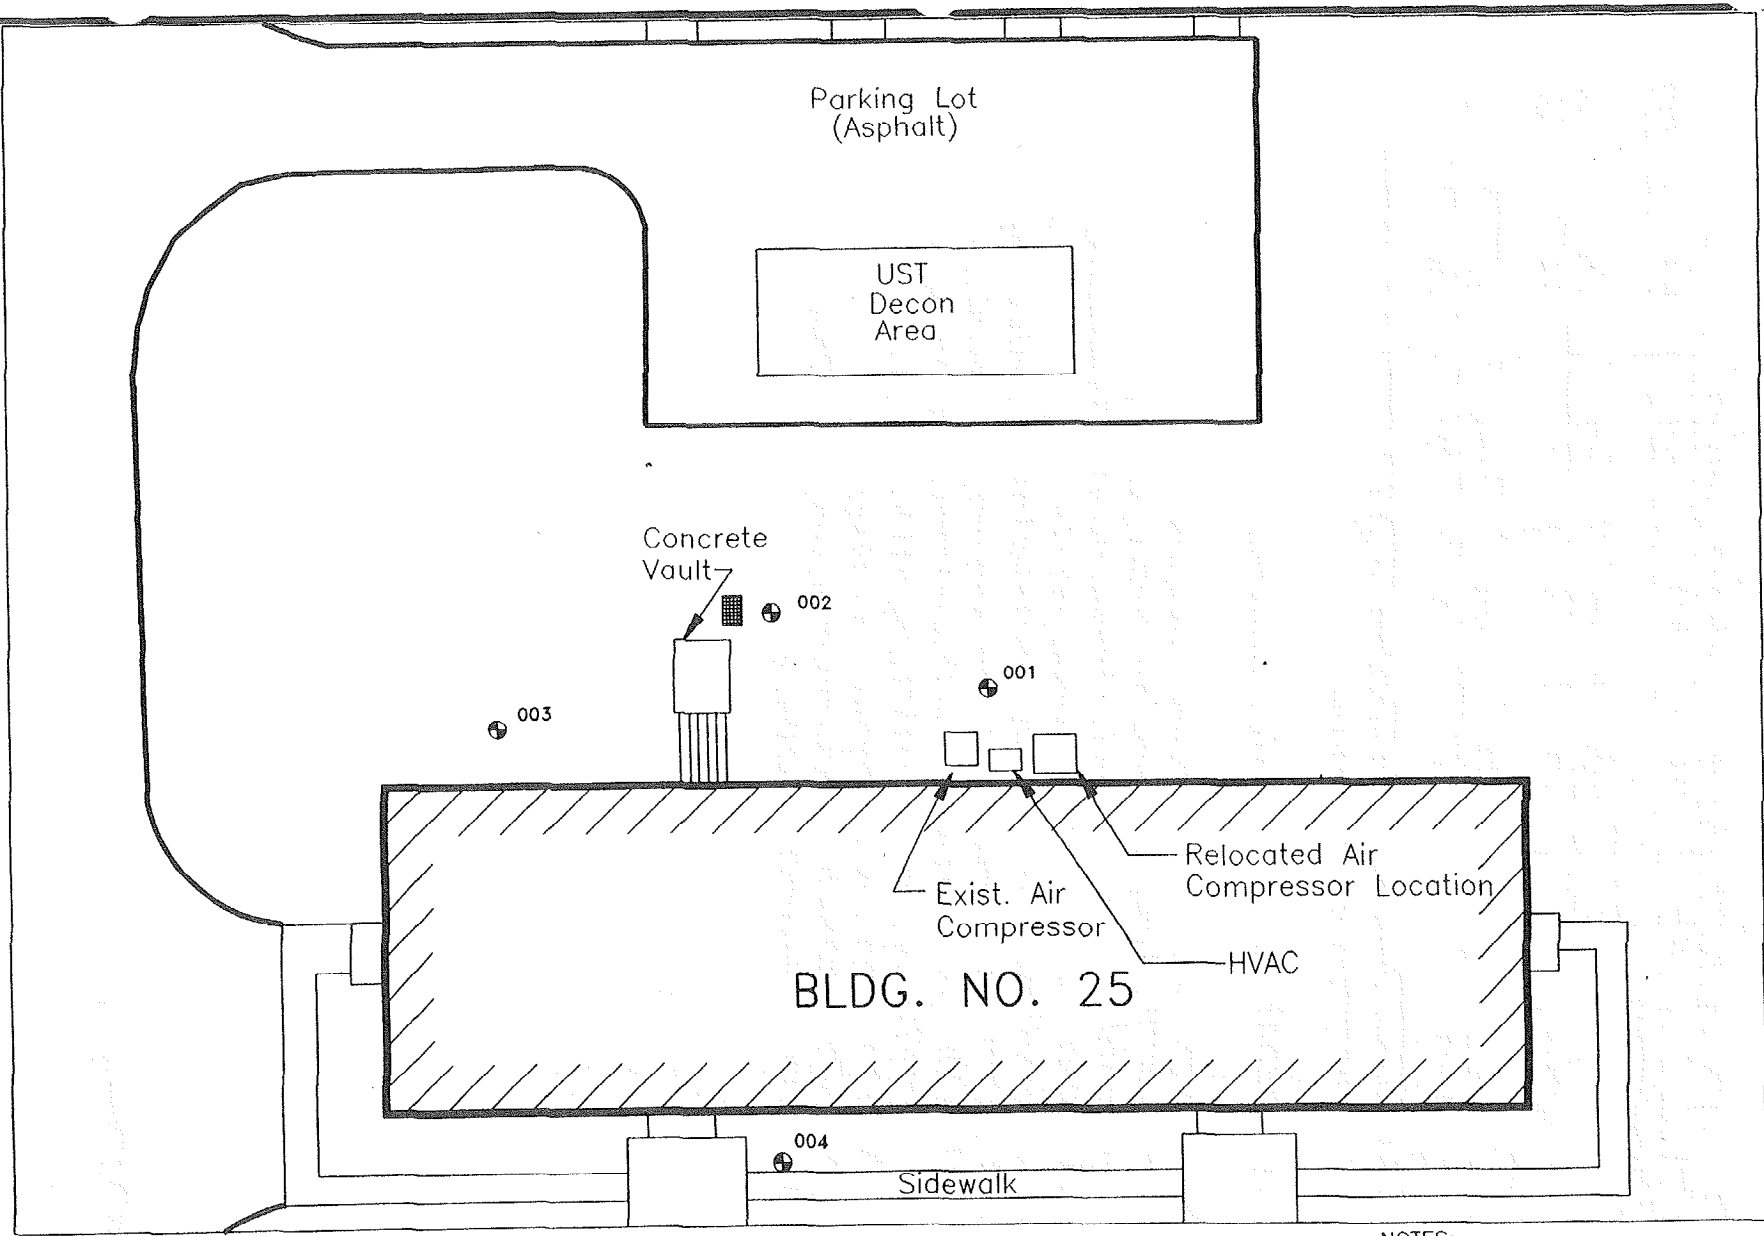 Parking Lot
(Asphalt)
UST
Decon
Area
Concrete
Vault
002
001
003
Relocated Air
Compressor Location
Exist. Air
Compressor
HVAC
BLDG. NO. 25
004
Sidewalk
NOTES: